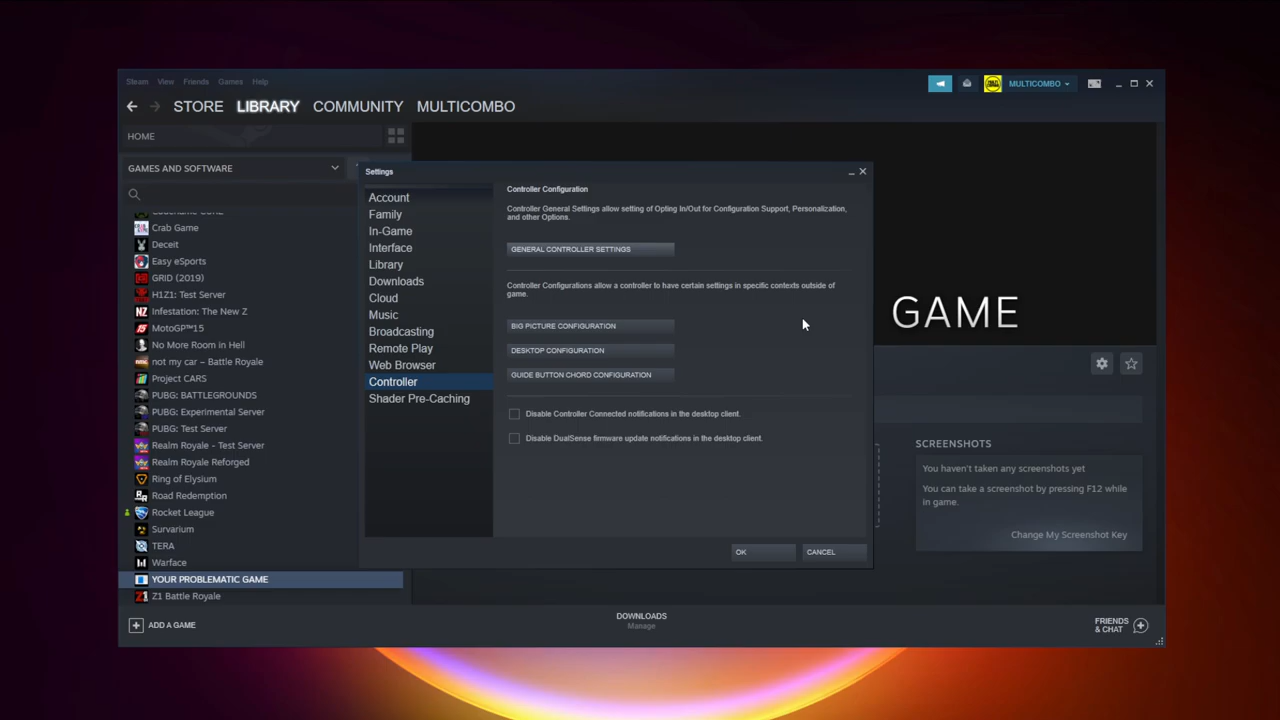 Steam View Friends Games Help
MULTICOMBO
STORE LIBRARY COMMUNITY MULTICOMBO
HOME
GAMES AND SOFTWARE
Crab Game
Deceit
Easy eSports
GRID (2019)
H1Z1: Test Server
Infestation: The New Z
MotoGP™15
No More Room in Hell
not my car – Battle Royale
Project CARS
PUBG: BATTLEGROUNDS
PUBG: Experimental Server
PUBG: Test Server
Realm Royale - Test Server
Realm Royale Reforged
Ring of Elysium
Road Redemption
Rocket League
Survarium
TERA
Warface
YOUR PROBLEMATIC GAME
Z1 Battle Royale
Settings
Account
Family
In-Game
Interface
Library
Downloads
Cloud
Music
Broadcasting
Remote Play
Web Browser
Controller
Shader Pre-Caching
Controller Configuration
Controller General Settings allow setting of Opting In/Out for Configuration Support, Personalization,
and other Options.
GENERAL CONTROLLER SETTINGS
Controller Configurations allow a controller to have certain settings in specific contexts outside of
game.
BIG PICTURE CONFIGURATION
DESKTOP CONFIGURATION
GUIDE BUTTON CHORD CONFIGURATION
Disable Controller Connected notifications in the desktop client.
Disable DualSense firmware update notifications in the desktop client.
OK CANCEL
GAME
SCREENSHOTS
You haven't taken any screenshots yet
You can take a screenshot by pressing F12 while
in game.
Change My Screenshot Key
ADD A GAME
DOWNLOADS
Manage
FRIENDS
& CHAT